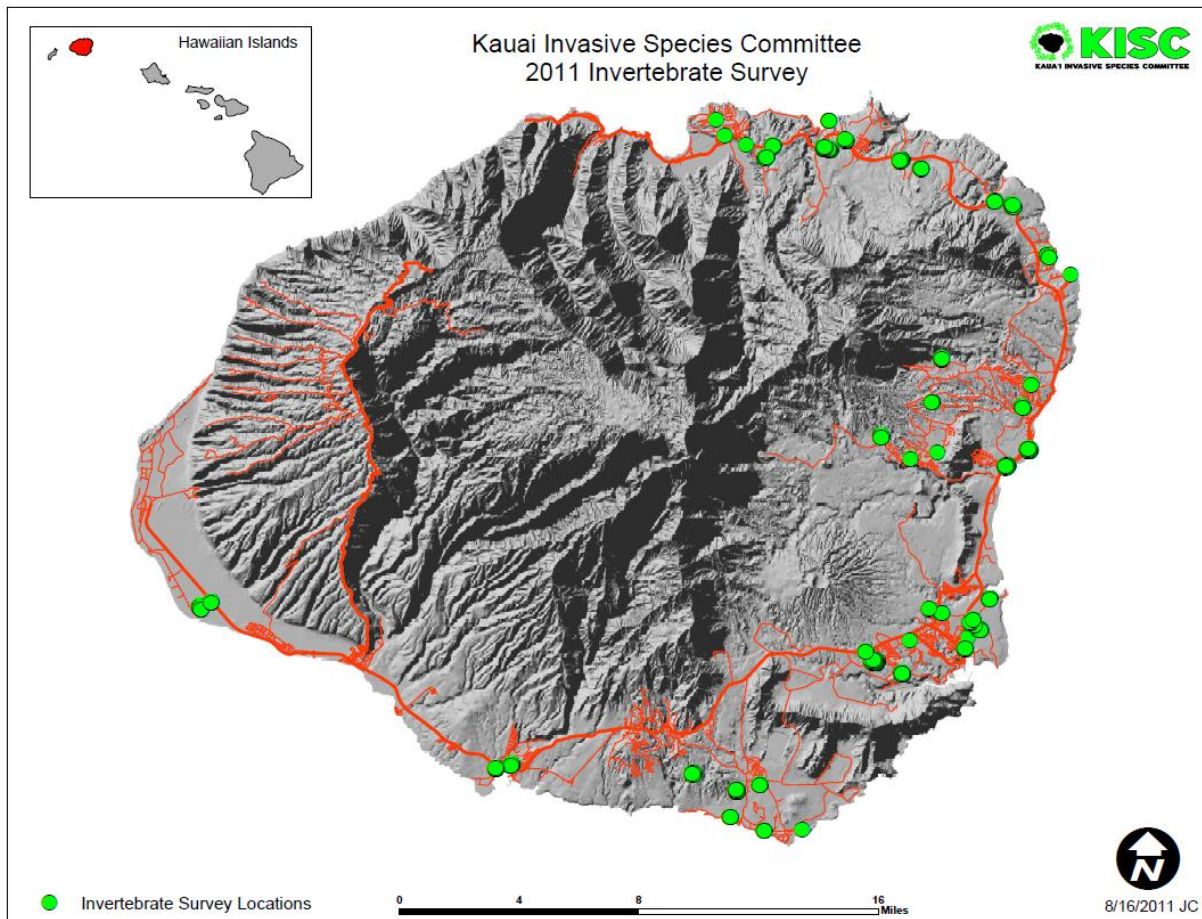 Hawaiian Islands
Kauai Invasive Species Committee
2011 Invertebrate Survey
KISC
KAUA'I INVASIVE SPECIES COMMITTEE
Invertebrate Survey Locations
0 4 8 16
Miles
N
8/16/2011 JC